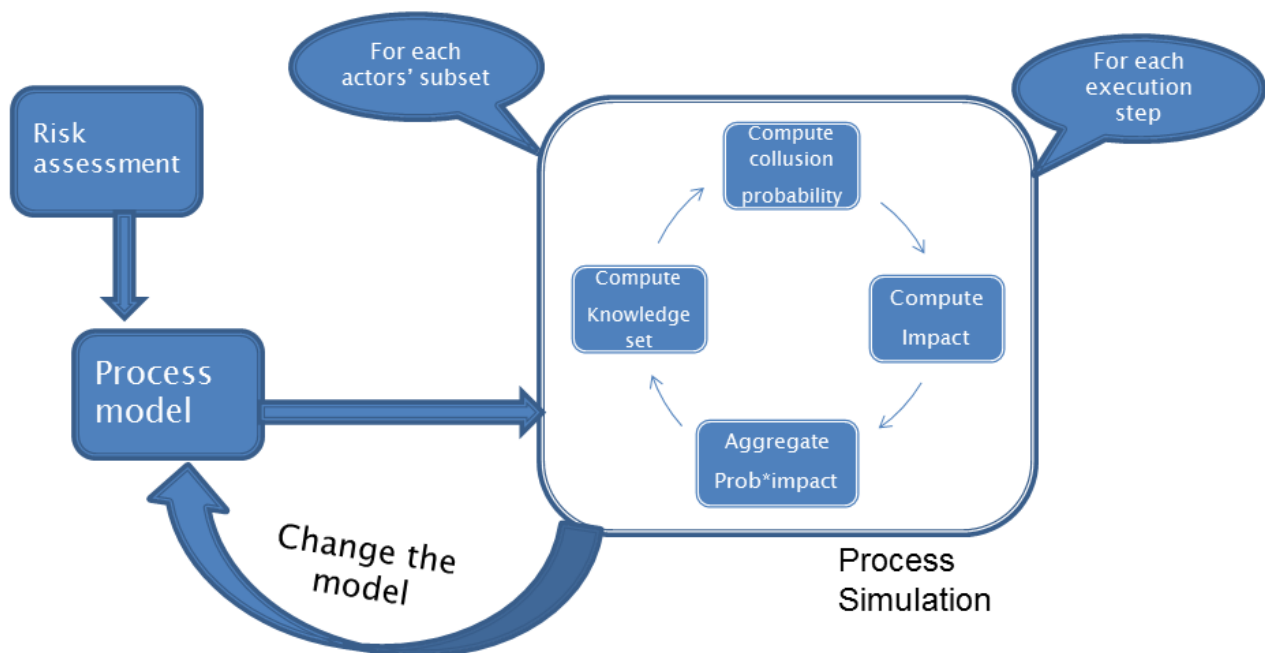 For each
actors’ subset
For each
execution
step
Risk
assessment
Process
model
Compute
collusion
probability
Compute
Impact
Aggregate
Prob*impact
Compute
Knowledge
set
Change the
model
Process
Simulation